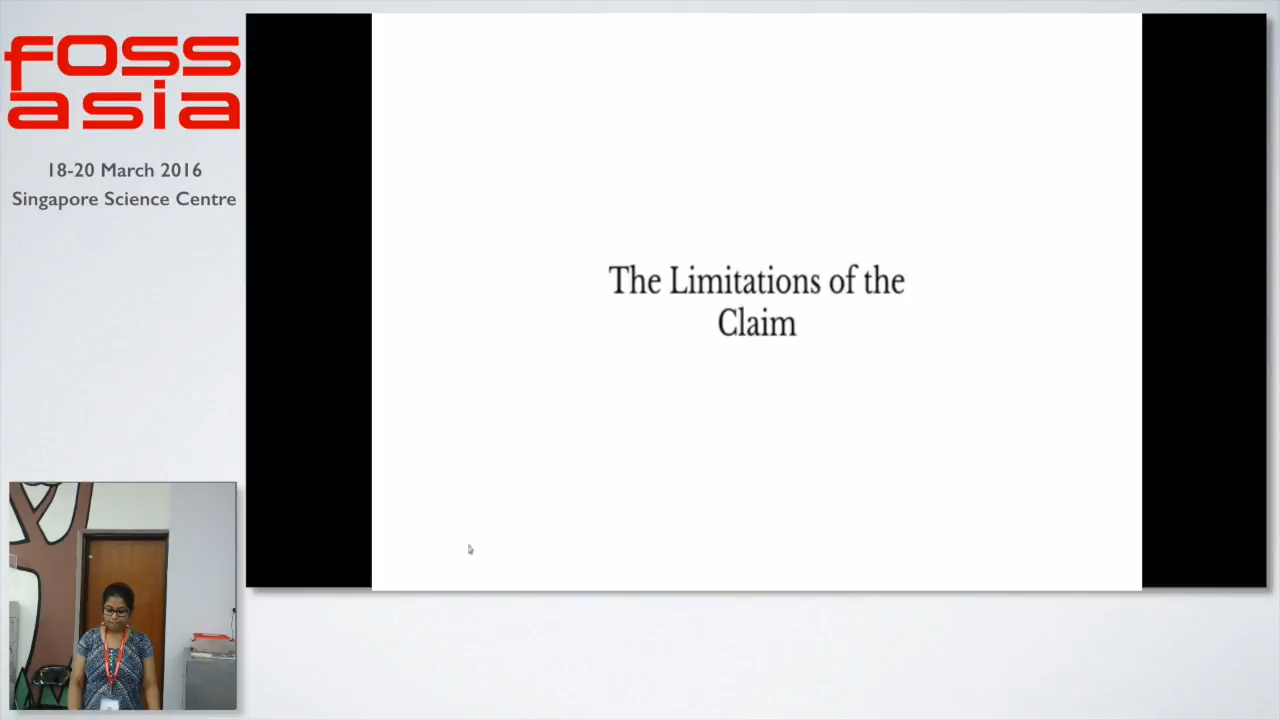 foss
asia
18-20 March 2016
Singapore Science Centre
The Limitations of the
Claim